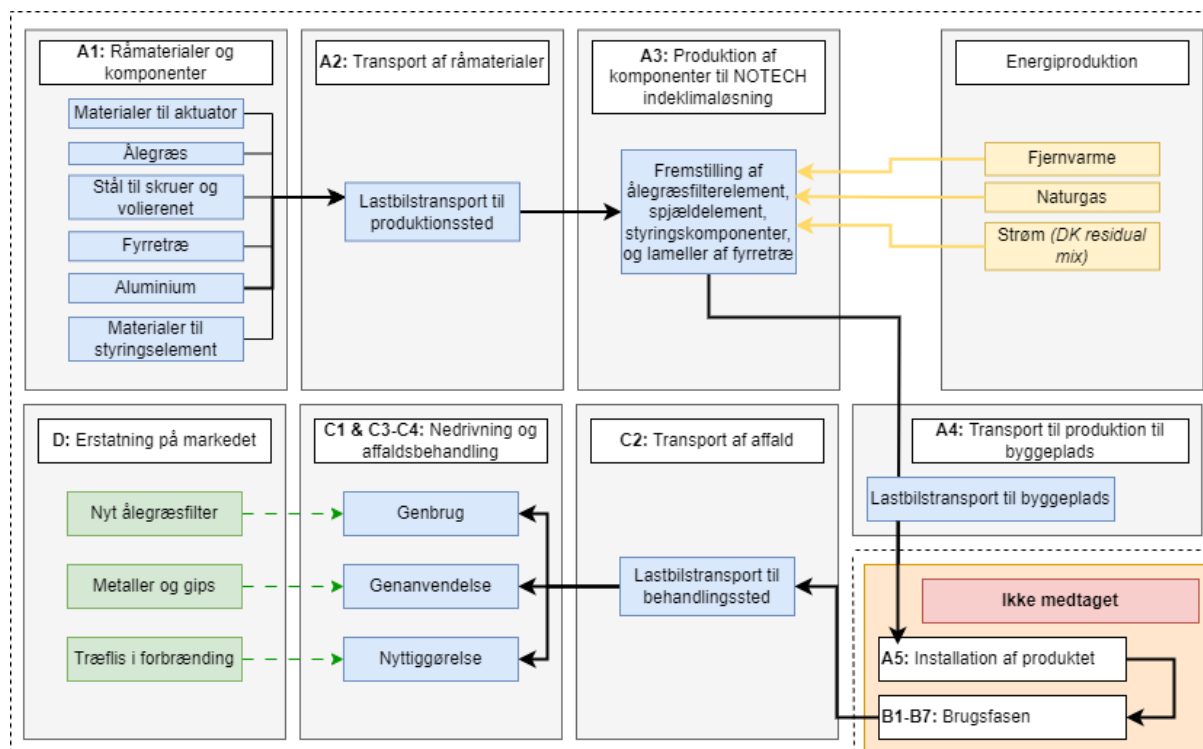 A1: Råmaterialer og
komponenter
Materialer til aktuator
Ålegræs
Stål til skruer og
volierenet
Fyrretræ
Aluminium
Materialer til
styringselement
A2: Transport af råmaterialer
Lastbilstransport til
produktionssted
A3: Produktion af
komponenter til NOTECH
indeklimaløsning
Fremstilling af
ålegræsfilterelement,
spjældelement,
styringskomponenter,
og lameller af fyrretræ
Energiproduktion
Fjernvarme
Naturgas
Strøm (DK residual
mix)
D: Erstatning på markedet
Nyt ålegræsfilter
Metaller og gips
Træflis i forbrænding
C1 & C3-C4: Nedrivning og
affaldsbehandling
Genbrug
Genanvendelse
Nyttiggørelse
C2: Transport af affald
Lastbilstransport til
behandlingssted
A4: Transport til produktion til
byggeplads
Lastbilstransport til byggeplads
Ikke medtaget
A5: Installation af produktet
B1-B7: Brugsfasen